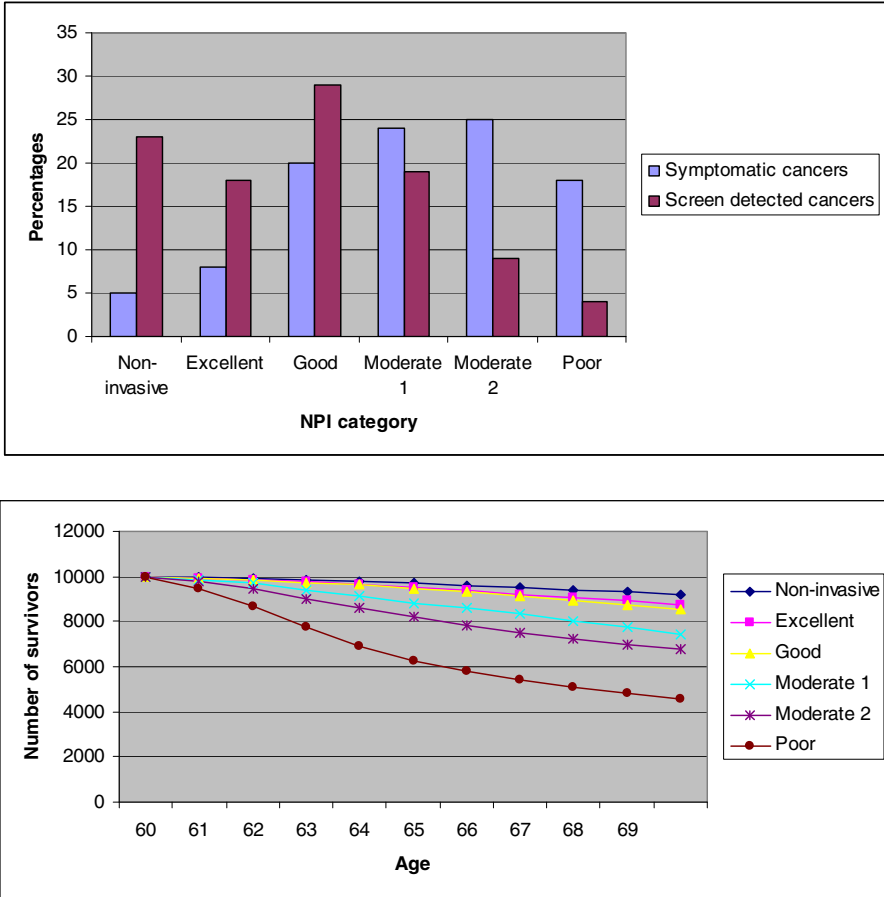 35
30
25
20
15
10
5
0
Percentages
Non-
invasive
Excellent
Good
Moderate
1
Moderate
2
Poor
NPI category
Symptomatic cancers
Screen detected cancers
12000
10000
8000
6000
4000
2000
0
Number of survivors
60 61 62 63 64 65 66 67 68 69
Age
Non-invasive
Excellent
Good
Moderate 1
Moderate 2
Poor